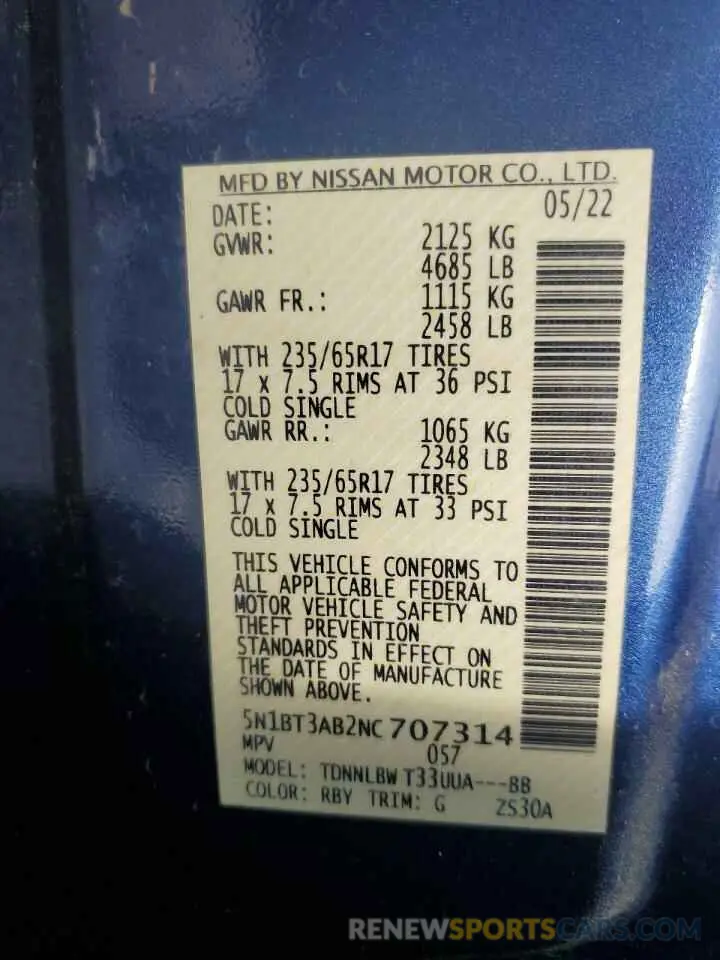 MFD BY NISSAN MOTOR CO., LTD.
DATE: 05/22
GVWR: 2125 KG
4685 LB
GAWR FR.: 1115 KG
2458 LB
WITH 235/65R17 TIRES
17 x 7.5 RIMS AT 36 PSI
COLD SINGLE
GAWR RR.: 1065 KG
2348 LB
WITH 235/65R17 TIRES
17 x 7.5 RIMS AT 33 PSI
COLD SINGLE
THIS VEHICLE CONFORMS TO
ALL APPLICABLE FEDERAL
MOTOR VEHICLE SAFETY AND
THEFT PREVENTION
STANDARDS IN EFFECT ON
THE DATE OF MANUFACTURE
SHOWN ABOVE.
5N1BT3AB2NC707314
MPV 057
MODEL: TDNNLBW T33UUA---BB
COLOR: RBY TRIM: G ZS30A
RENEWSPORTSCARS.COM